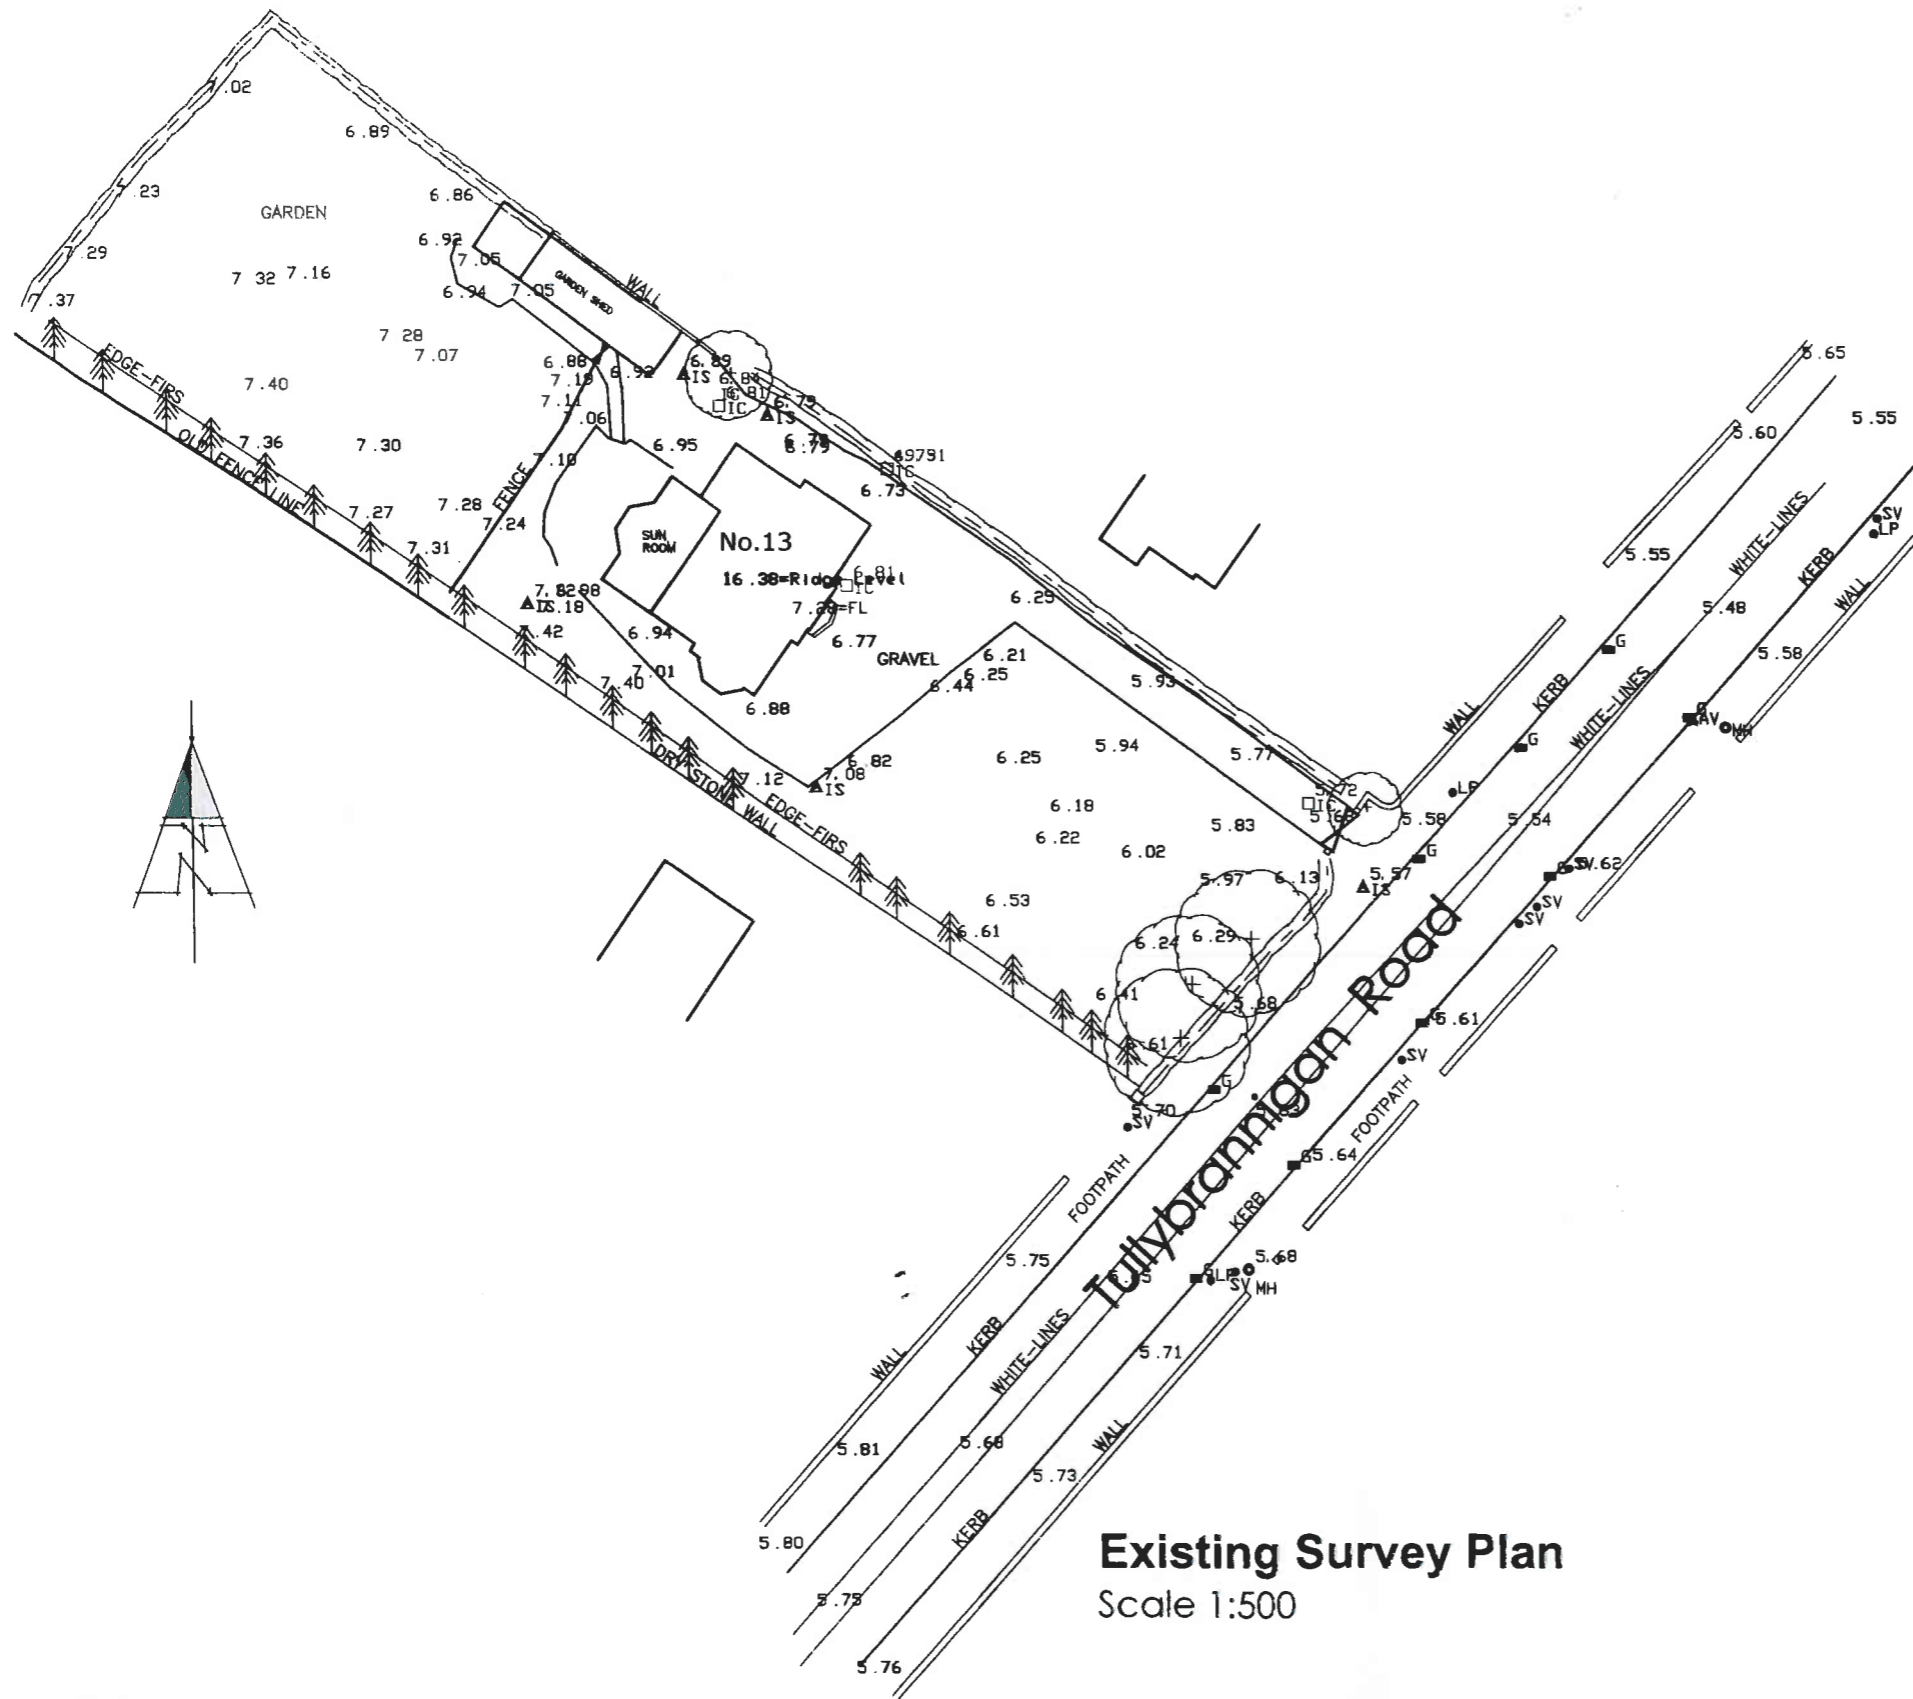 7.02
6.89
.23
GARDEN
6.86
6.92
7.29
7.05
7 32 7.16
6.94 7.05
GARDEN SHED
WALL
7.37
7 28
7.07
EDGE-FIRS
7.40
6.88
6.92
6.89
IS
IC
IC
6.79
IS
7.19
7.11
7.06
6.95
6.79
IC
6.73
OLD FENCE LINE
7.36
7.30
7.10
FENCE
7.28
7.24
7.27
7.31
SUN
ROOM
No.13
16.38=Ridge Level
6.81
IC
=FL
6.77
GRAVEL
IS
7.18
.42
6.94
7.01
7.40
6.88
6.29
6.21
6.25
6.44
5.93
5.94
5.77
6.25
6.82
7.08
IS
7.12
DRY STONE WALL
EDGE-FIRS
6.18
6.22
6.02
5.83
5.72
IC
5.97
6.13
6.53
6.61
6.24
6.29
6.41
5.68
.61
5.57
IS
5.58
5.65
5.60
5.55
5.55
WHITE-LINES
SV
LP
KERB
WALL
5.48
5.58
G
KERB
WALL
WHITE-LINES
AV
MH
G
LP
5.54
G
SV
.62
SV
SV
G
5.61
SV
FOOTPATH
G
5.70
SV
Tullybrannigan Road
G
5.64
FOOTPATH
KERB
5.68
LP
SV MH
5.75
WALL
KERB
WHITE-LINES
5.71
WALL
5.81
5.68
5.73
KERB
5.80
5.75
5.76
Existing Survey Plan
Scale 1:500